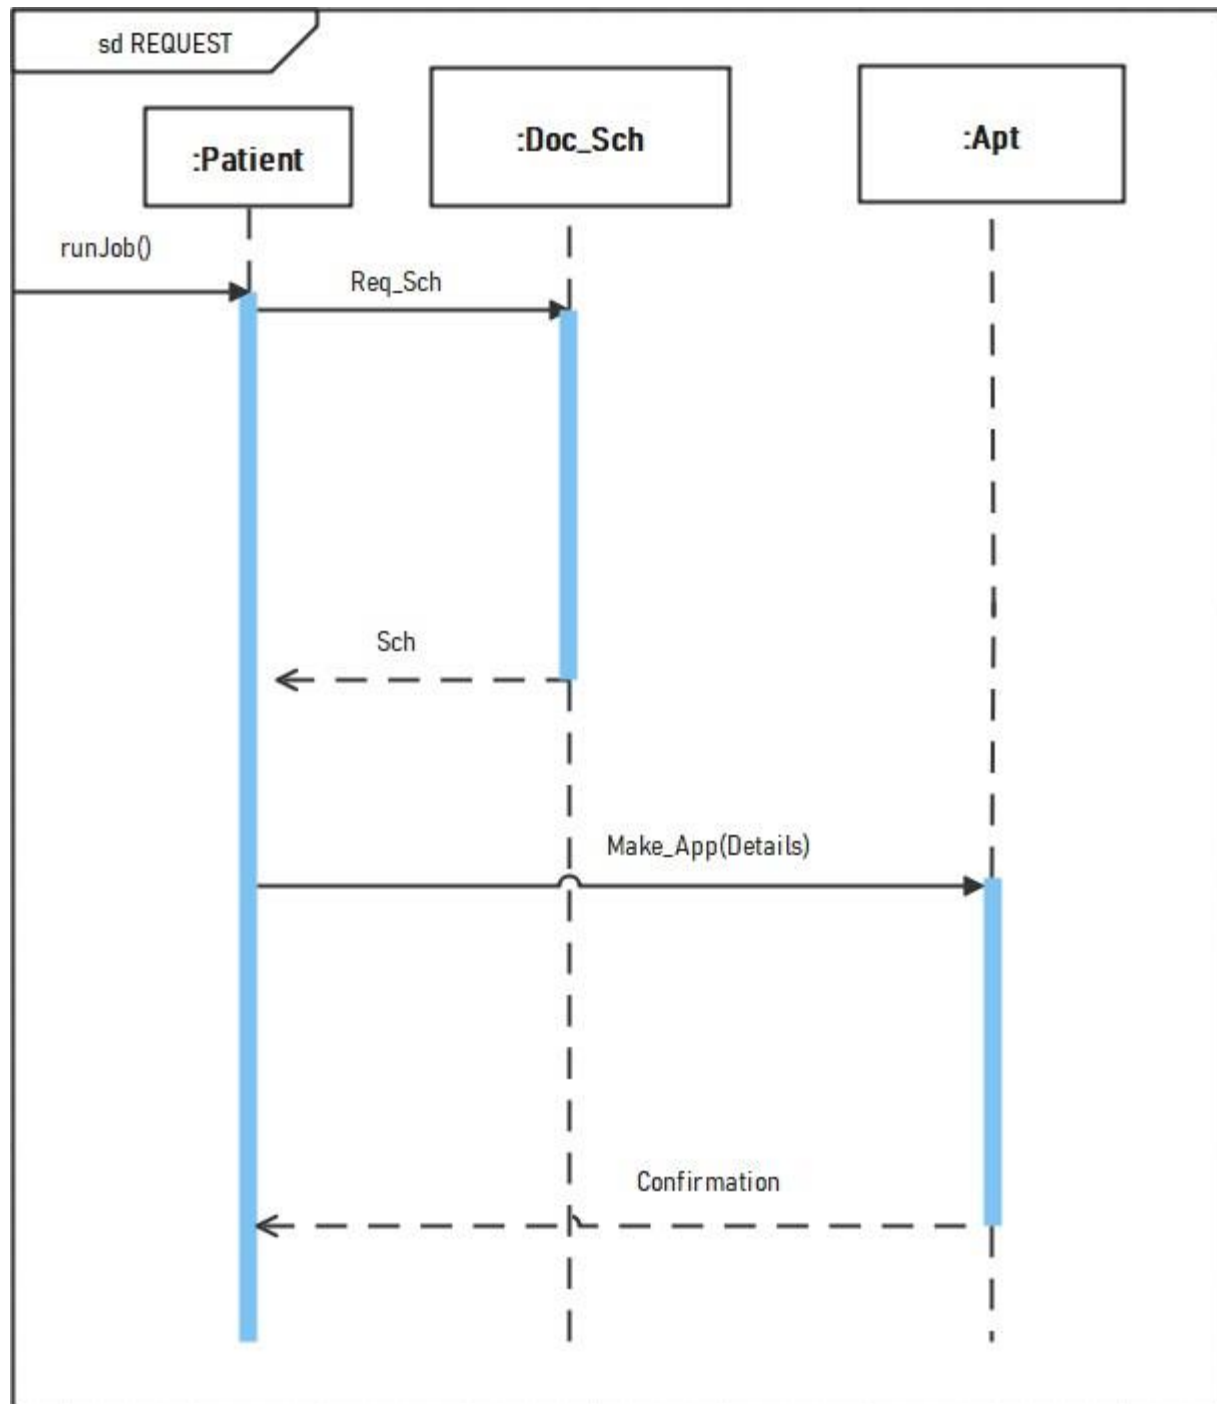 sd REQUEST
:Patient
:Doc_Sch
:Apt
runJob()
Req_Sch
Sch
Make_App(Details)
Confirmation